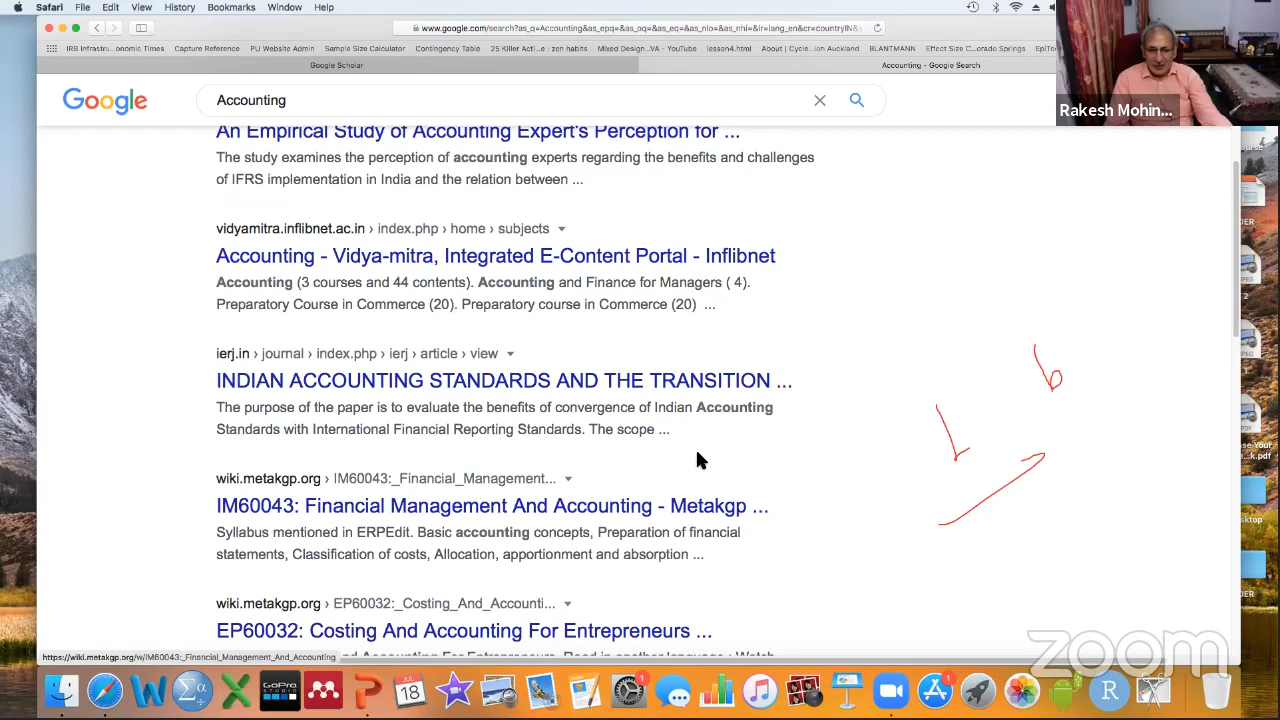 Safari File Edit View History Bookmarks Window Help
www.google.com/search?as_q=Accounting&as_epq=&as_oq=&as_eq=&as_nlo=&as_nhi=&lr=lang_en&cr=countryIN&s
IRB Infrastru...onomic Times Capture Your Bookmarks PU Website Dashboard Sample Size Calculator Contingency Table 25 Killer Acti...: zen habits Mixed Design...VA - YouTube lesson4.html About | Cycle...ion Auckland BLANTMANN Effect Size C...orado Springs
Google Scholar
Accounting - Google Search
Google
Accounting
Rakesh Mohin...
An Empirical Study of Accounting Expert's Perception for ...
The study examines the perception of accounting experts regarding the benefits and challenges
of IFRS implementation in India and the relation between ...
vidyamitra.inflibnet.ac.in › index.php › home › subjects
Accounting - Vidya-mitra, Integrated E-Content Portal - Inflibnet
Accounting (3 courses and 44 contents). Accounting and Finance for Managers ( 4).
Preparatory Course in Commerce (20). Preparatory course in Commerce (20) ...
ierj.in › journal › index.php › ierj › article › view
INDIAN ACCOUNTING STANDARDS AND THE TRANSITION ...
The purpose of the paper is to evaluate the benefits of convergence of Indian Accounting
Standards with International Financial Reporting Standards. The scope ...
wiki.metakgp.org › IM60043:_Financial_Management...
IM60043: Financial Management And Accounting - Metakgp ...
Syllabus mentioned in ERPEdit. Basic accounting concepts, Preparation of financial
statements, Classification of costs, Allocation, apportionment and absorption ...
wiki.metakgp.org › EP60032:_Costing_And_Accounti...
EP60032: Costing And Accounting For Entrepreneurs ...
https://wiki.metakgp.org/w/IM60043:_Financial_Management_And_Accounting
zoom